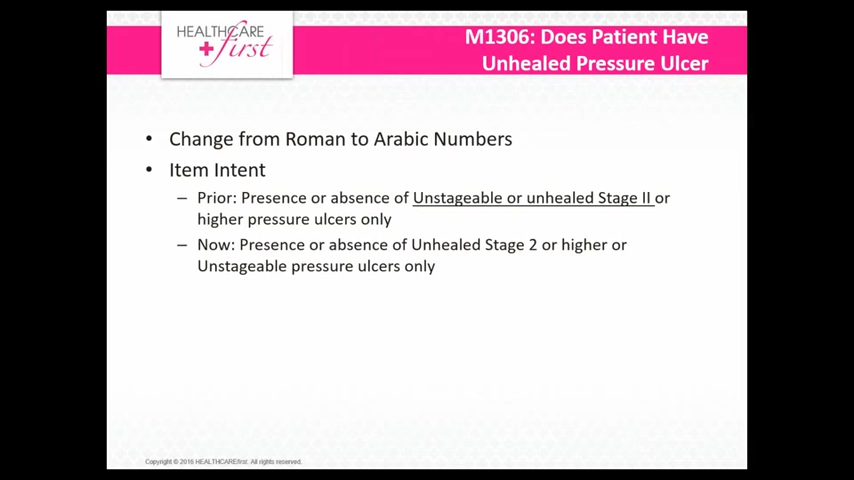 HEALTHCARE
first
M1306: Does Patient Have
Unhealed Pressure Ulcer
• Change from Roman to Arabic Numbers
• Item Intent
– Prior: Presence or absence of Unstageable or unhealed Stage II or
higher pressure ulcers only
– Now: Presence or absence of Unhealed Stage 2 or higher or
Unstageable pressure ulcers only
Copyright © 2016 HEALTHCAREfirst. All rights reserved.